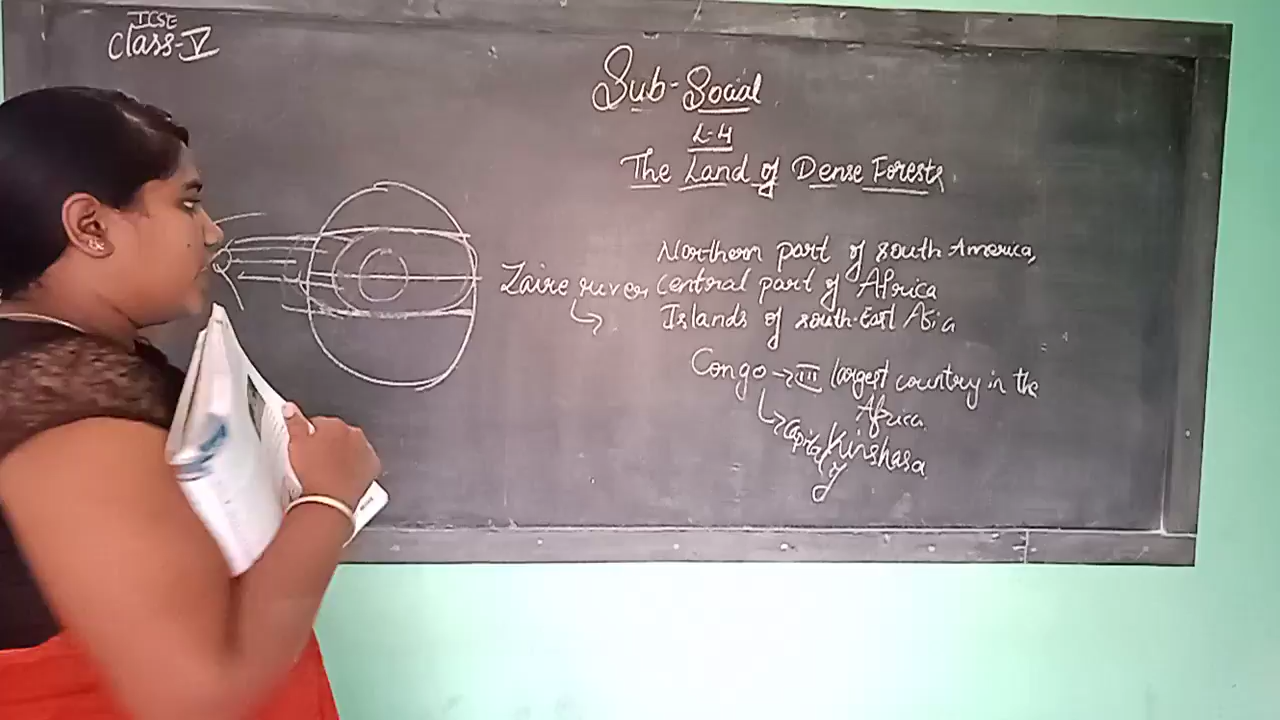 ICSE
Class-V
Sub-Social
L-4
The Land of Dense Forests
Northern part of south America,
Zaire river central part of Africa
Islands of south-East Asia
Congo → III largest country in the
Africa
Capital of Kinshasa